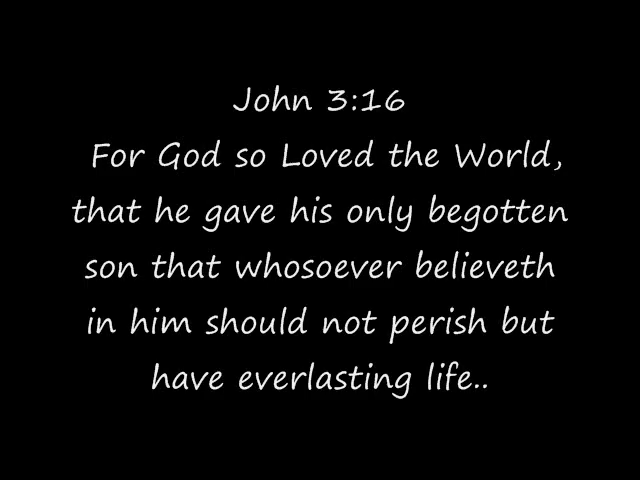 John 3:16
For God so Loved the World,
that he gave his only begotten
son that whosoever believeth
in him should not perish but
have everlasting life..